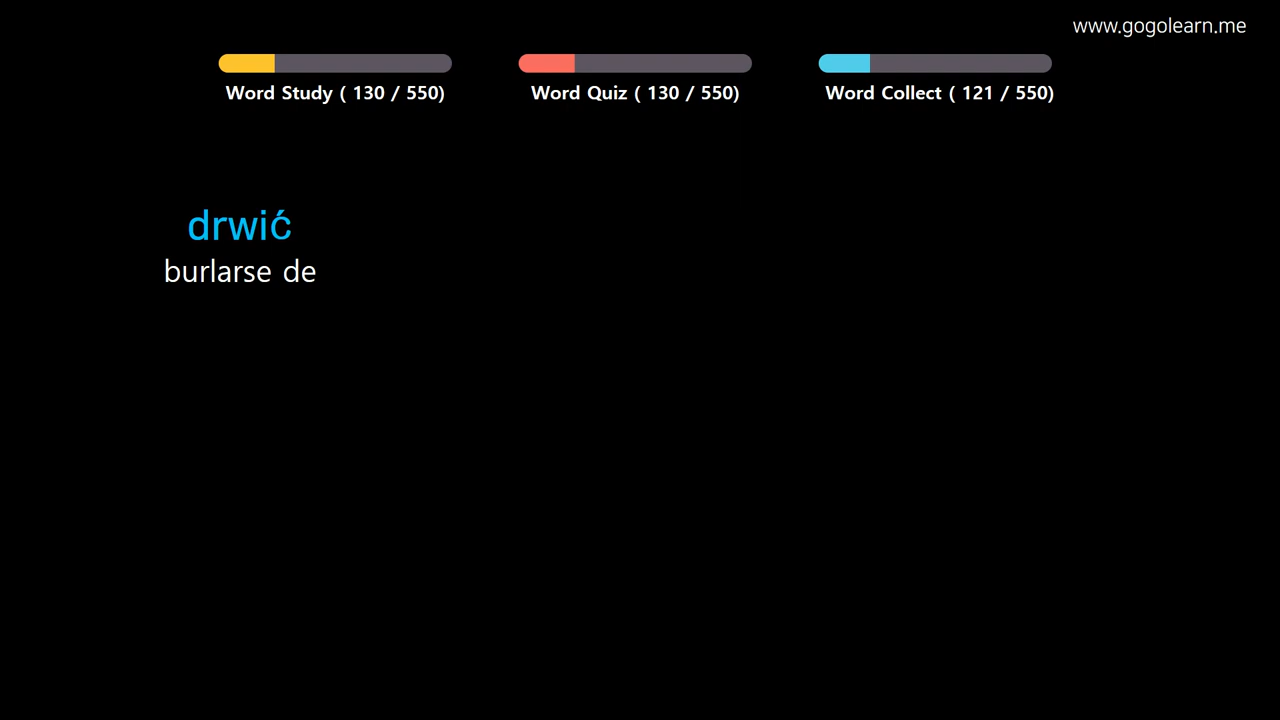 www.gogolearn.me
Word Study ( 130 / 550)
Word Quiz ( 130 / 550)
Word Collect ( 121 / 550)
drwić
burlarse de